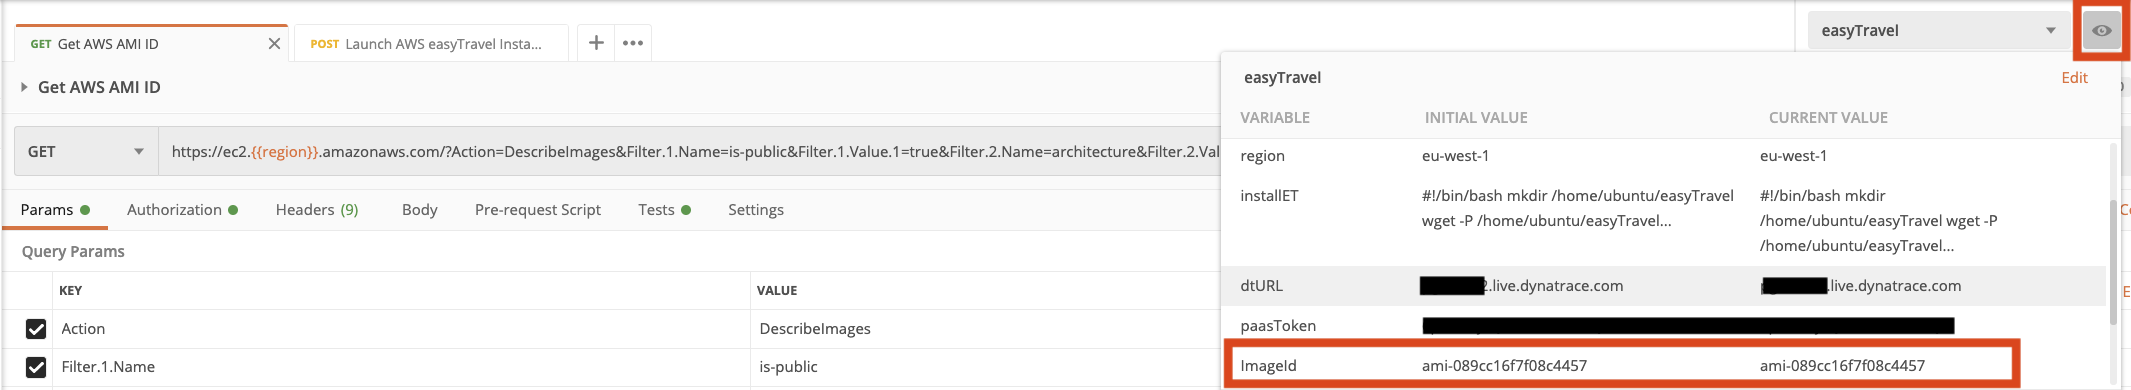 GET Get AWS AMI ID
POST Launch AWS easyTravel Insta...
easyTravel
Get AWS AMI ID
easyTravel
Edit
VARIABLE INITIAL VALUE CURRENT VALUE
GET
https://ec2.{{region}}.amazonaws.com/?Action=DescribeImages&Filter.1.Name=is-public&Filter.1.Value.1=true&Filter.2.Name=architecture&Filter.2.Val
region eu-west-1 eu-west-1
installET
#!/bin/bash mkdir /home/ubuntu/easyTravel
wget -P /home/ubuntu/easyTravel...
#!/bin/bash mkdir
/home/ubuntu/easyTravel wget -P
/home/ubuntu/easyTravel...
Params Authorization Headers (9) Body Pre-request Script Tests Settings
Query Params
dtURL .live.dynatrace.com .live.dynatrace.com
KEY VALUE
paasToken
Action DescribeImages
Filter.1.Name is-public
ImageId ami-089cc16f7f08c4457 ami-089cc16f7f08c4457